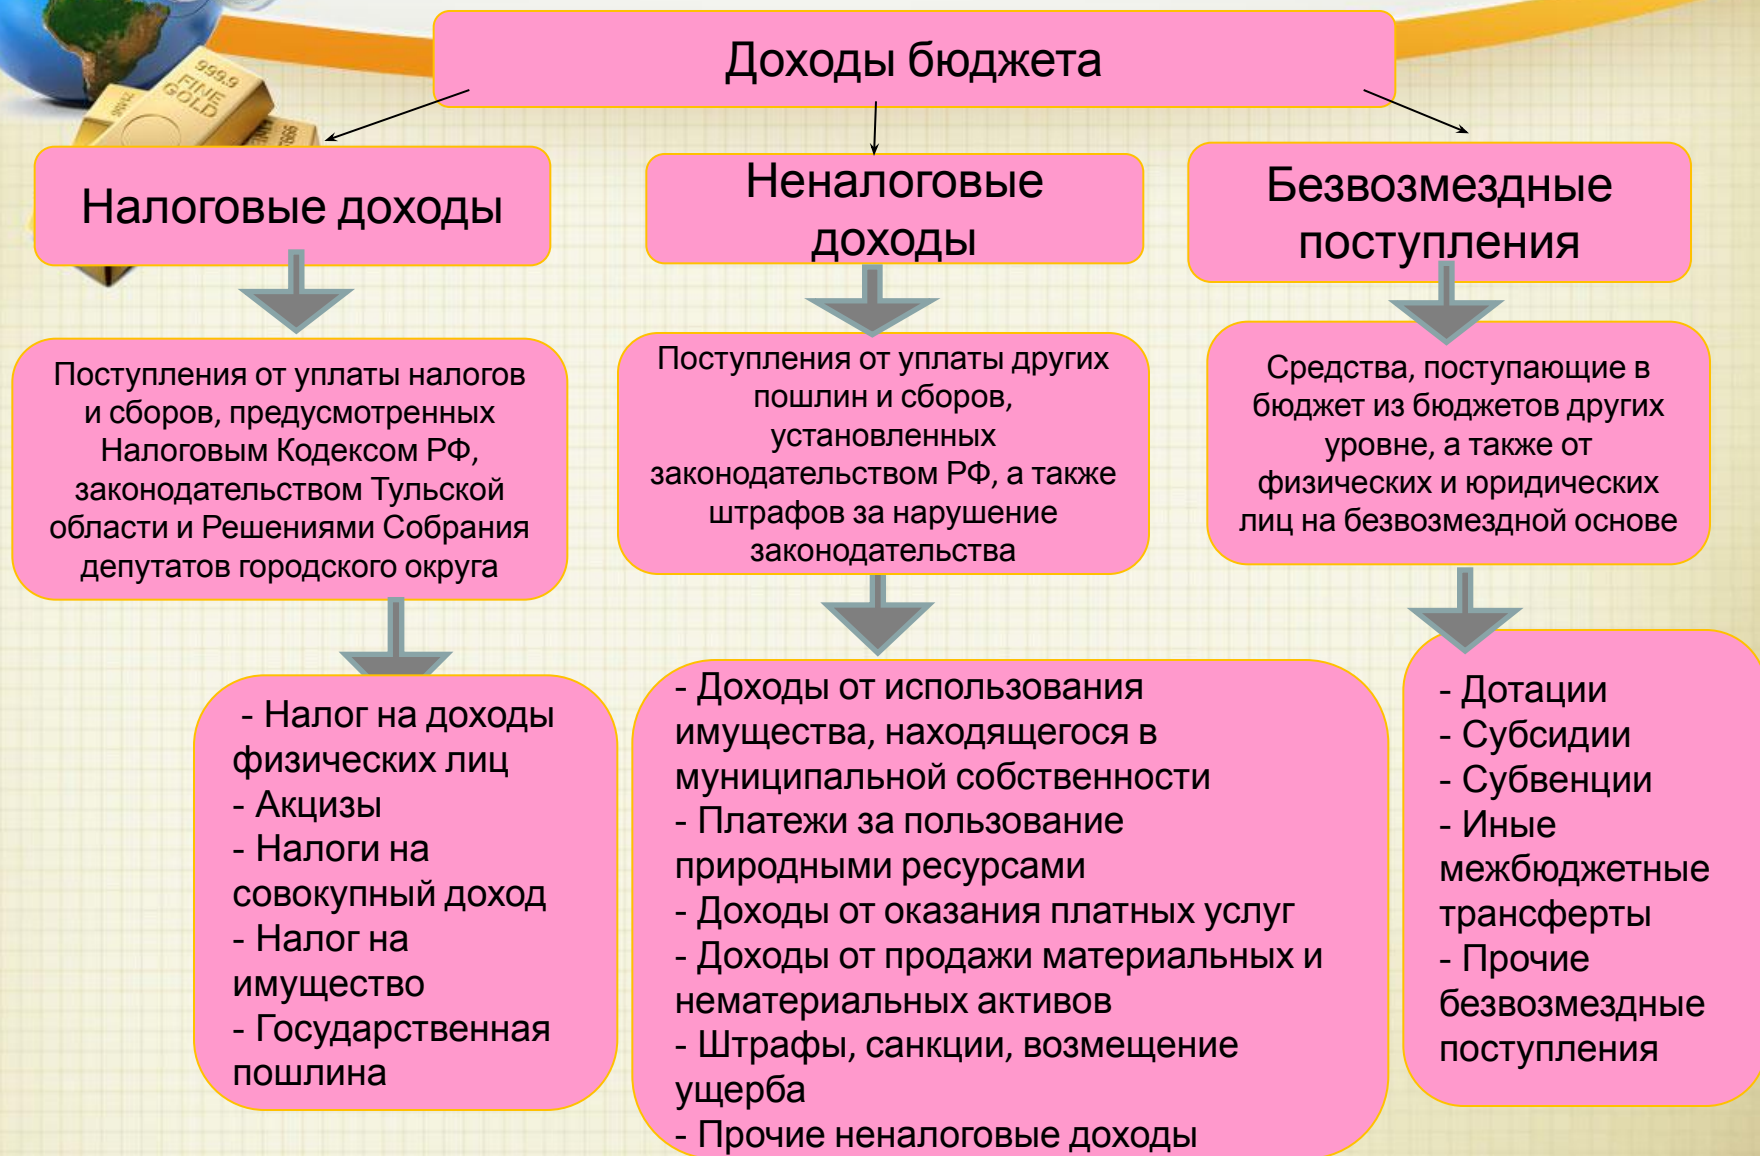 999.9
FINE
GOLD
Доходы бюджета
Налоговые доходы
Неналоговые
доходы
Безвозмездные
поступления
Поступления от уплаты налогов
и сборов, предусмотренных
Налоговым Кодексом РФ,
законодательством Тульской
области и Решениями Собрания
депутатов городского округа
Поступления от уплаты других
пошлин и сборов,
установленных
законодательством РФ, а также
штрафов за нарушение
законодательства
Средства, поступающие в
бюджет из бюджетов других
уровне, а также от
физических и юридических
лиц на безвозмездной основе
- Налог на доходы
физических лиц
- Акцизы
- Налоги на
совокупный доход
- Налог на
имущество
- Государственная
пошлина
- Доходы от использования
имущества, находящегося в
муниципальной собственности
- Платежи за пользование
природными ресурсами
- Доходы от оказания платных услуг
- Доходы от продажи материальных и
нематериальных активов
- Штрафы, санкции, возмещение
ущерба
- Прочие неналоговые доходы
- Дотации
- Субсидии
- Субвенции
- Иные
межбюджетные
трансферты
- Прочие
безвозмездные
поступления